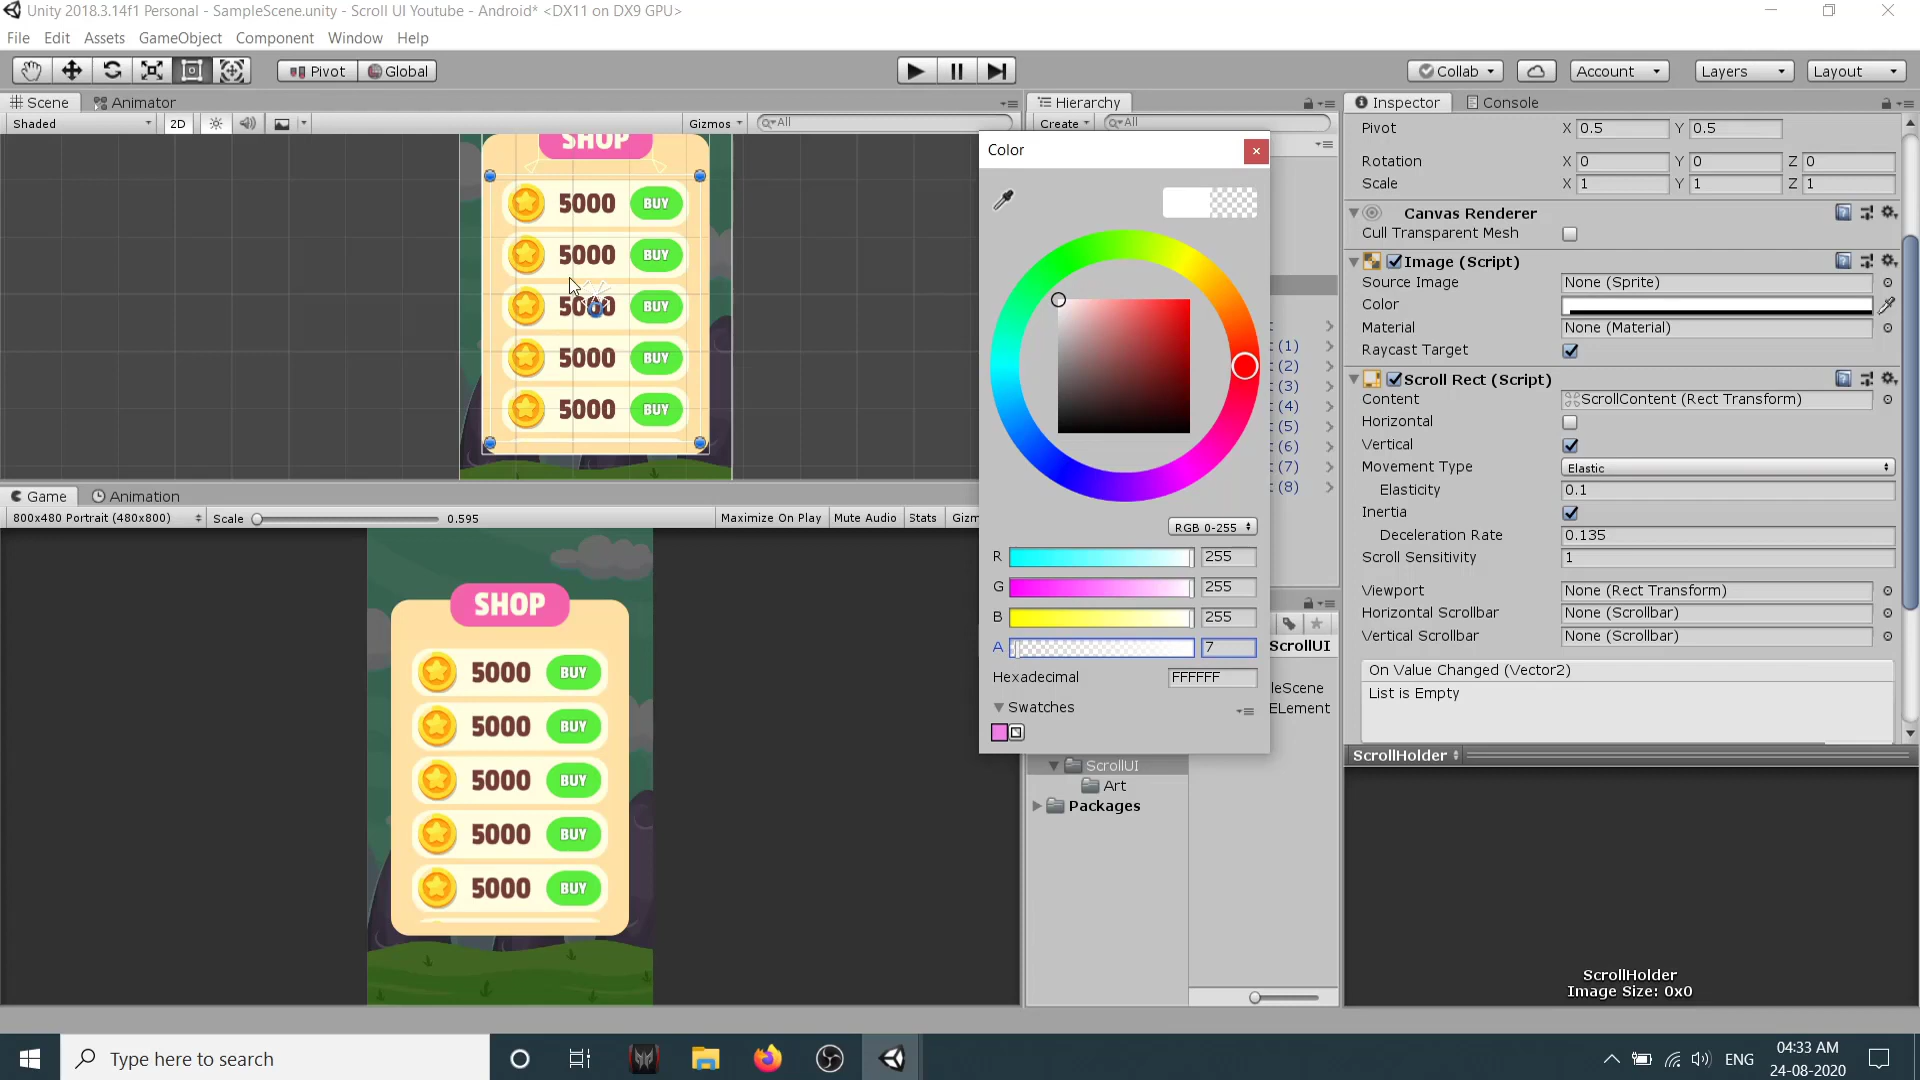 Unity 2018.3.14f1 Personal - SampleScene.unity - Scroll UI Youtube - Android* <DX11 on DX9 GPU>
File Edit Assets GameObject Component Window Help
Pivot Global Collab Account Layers Layout
Scene Animator
Shaded 2D Gizmos All
SHOP
5000 BUY
5000 BUY
5000 BUY
5000 BUY
5000 BUY
Game Animation
800x480 Portrait (480x800) Scale 0.595 Maximize On Play Mute Audio Stats Gizm
SHOP
5000 BUY
5000 BUY
5000 BUY
5000 BUY
5000 BUY
Hierarchy
Create All
(1)
(2)
(3)
(4)
(5)
(6)
(7)
(8)
Color
RGB 0-255
R 255
G 255
B 255
A 7
Hexadecimal FFFFFF
Swatches
ScrollUI
leScene
ELement
ScrollUI
Art
Packages
Inspector Console
Pivot X 0.5 Y 0.5
Rotation X 0 Y 0 Z 0
Scale X 1 Y 1 Z 1
Canvas Renderer
Cull Transparent Mesh
Image (Script)
Source Image None (Sprite)
Color
Material None (Material)
Raycast Target
Scroll Rect (Script)
Content ScrollContent (Rect Transform)
Horizontal
Vertical
Movement Type Elastic
Elasticity 0.1
Inertia
Deceleration Rate 0.135
Scroll Sensitivity 1
Viewport None (Rect Transform)
Horizontal Scrollbar None (Scrollbar)
Vertical Scrollbar None (Scrollbar)
On Value Changed (Vector2)
List is Empty
ScrollHolder
ScrollHolder
Image Size: 0x0
Type here to search
ENG
04:33 AM
24-08-2020